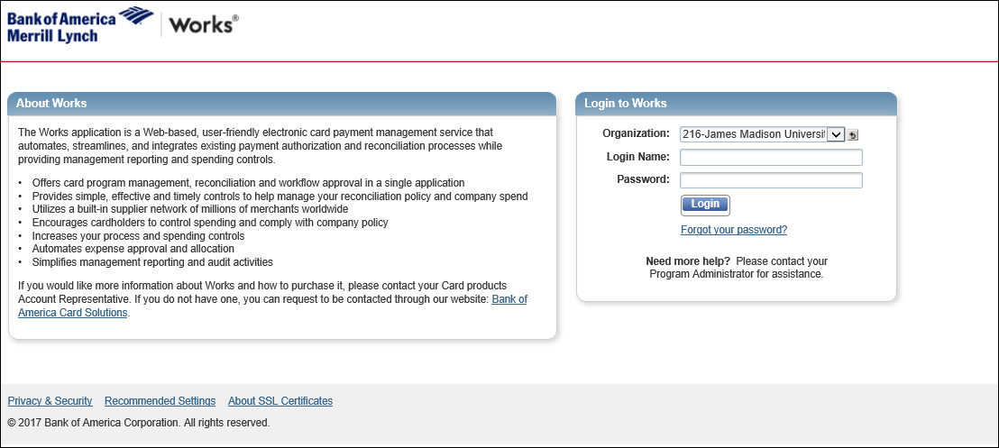 Bank of America
Merrill Lynch
Works®
About Works
The Works application is a Web-based, user-friendly electronic card payment management service that
automates, streamlines, and integrates existing payment authorization and reconciliation processes while
providing management reporting and spending controls.
• Offers card program management, reconciliation and workflow approval in a single application
• Provides simple, effective and timely controls to help manage your reconciliation policy and company spend
• Utilizes a built-in supplier network of millions of merchants worldwide
• Encourages cardholders to control spending and comply with company policy
• Increases your process and spending controls
• Automates expense approval and allocation
• Simplifies management reporting and audit activities
If you would like more information about Works and how to purchase it, please contact your Card products
Account Representative. If you do not have one, you can request to be contacted through our website: Bank of
America Card Solutions.
Login to Works
Organization: 216-James Madison Universit
Login Name:
Password:
Login
Forgot your password?
Need more help? Please contact your
Program Administrator for assistance.
Privacy & Security Recommended Settings About SSL Certificates
© 2017 Bank of America Corporation. All rights reserved.